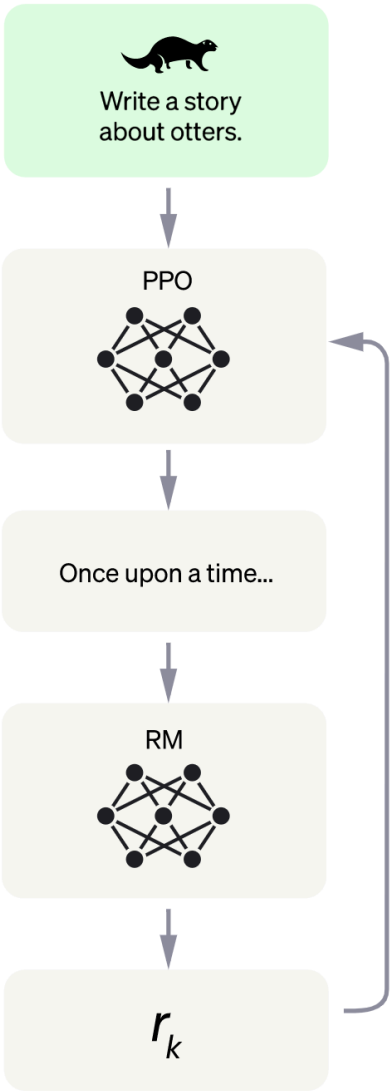 Write a story
about otters.
PPO
Once upon a time...
RM
r_k